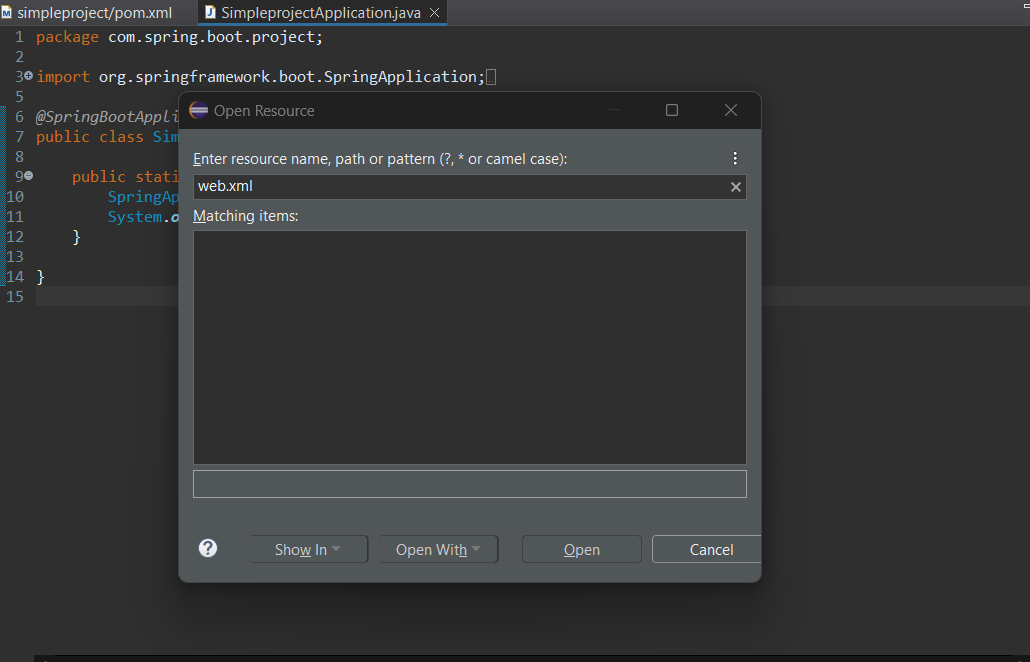 simpleproject/pom.xml
SimpleprojectApplication.java
1 package com.spring.boot.project;
2
3 import org.springframework.boot.SpringApplication;
5
6 @SpringBootAppli
7 public class Sim
8
9 public stati
10 SpringAp
11 System.o
12 }
13
14 }
15
Open Resource
Enter resource name, path or pattern (?, * or camel case):
web.xml
Matching items:
Show In
Open With
Open
Cancel